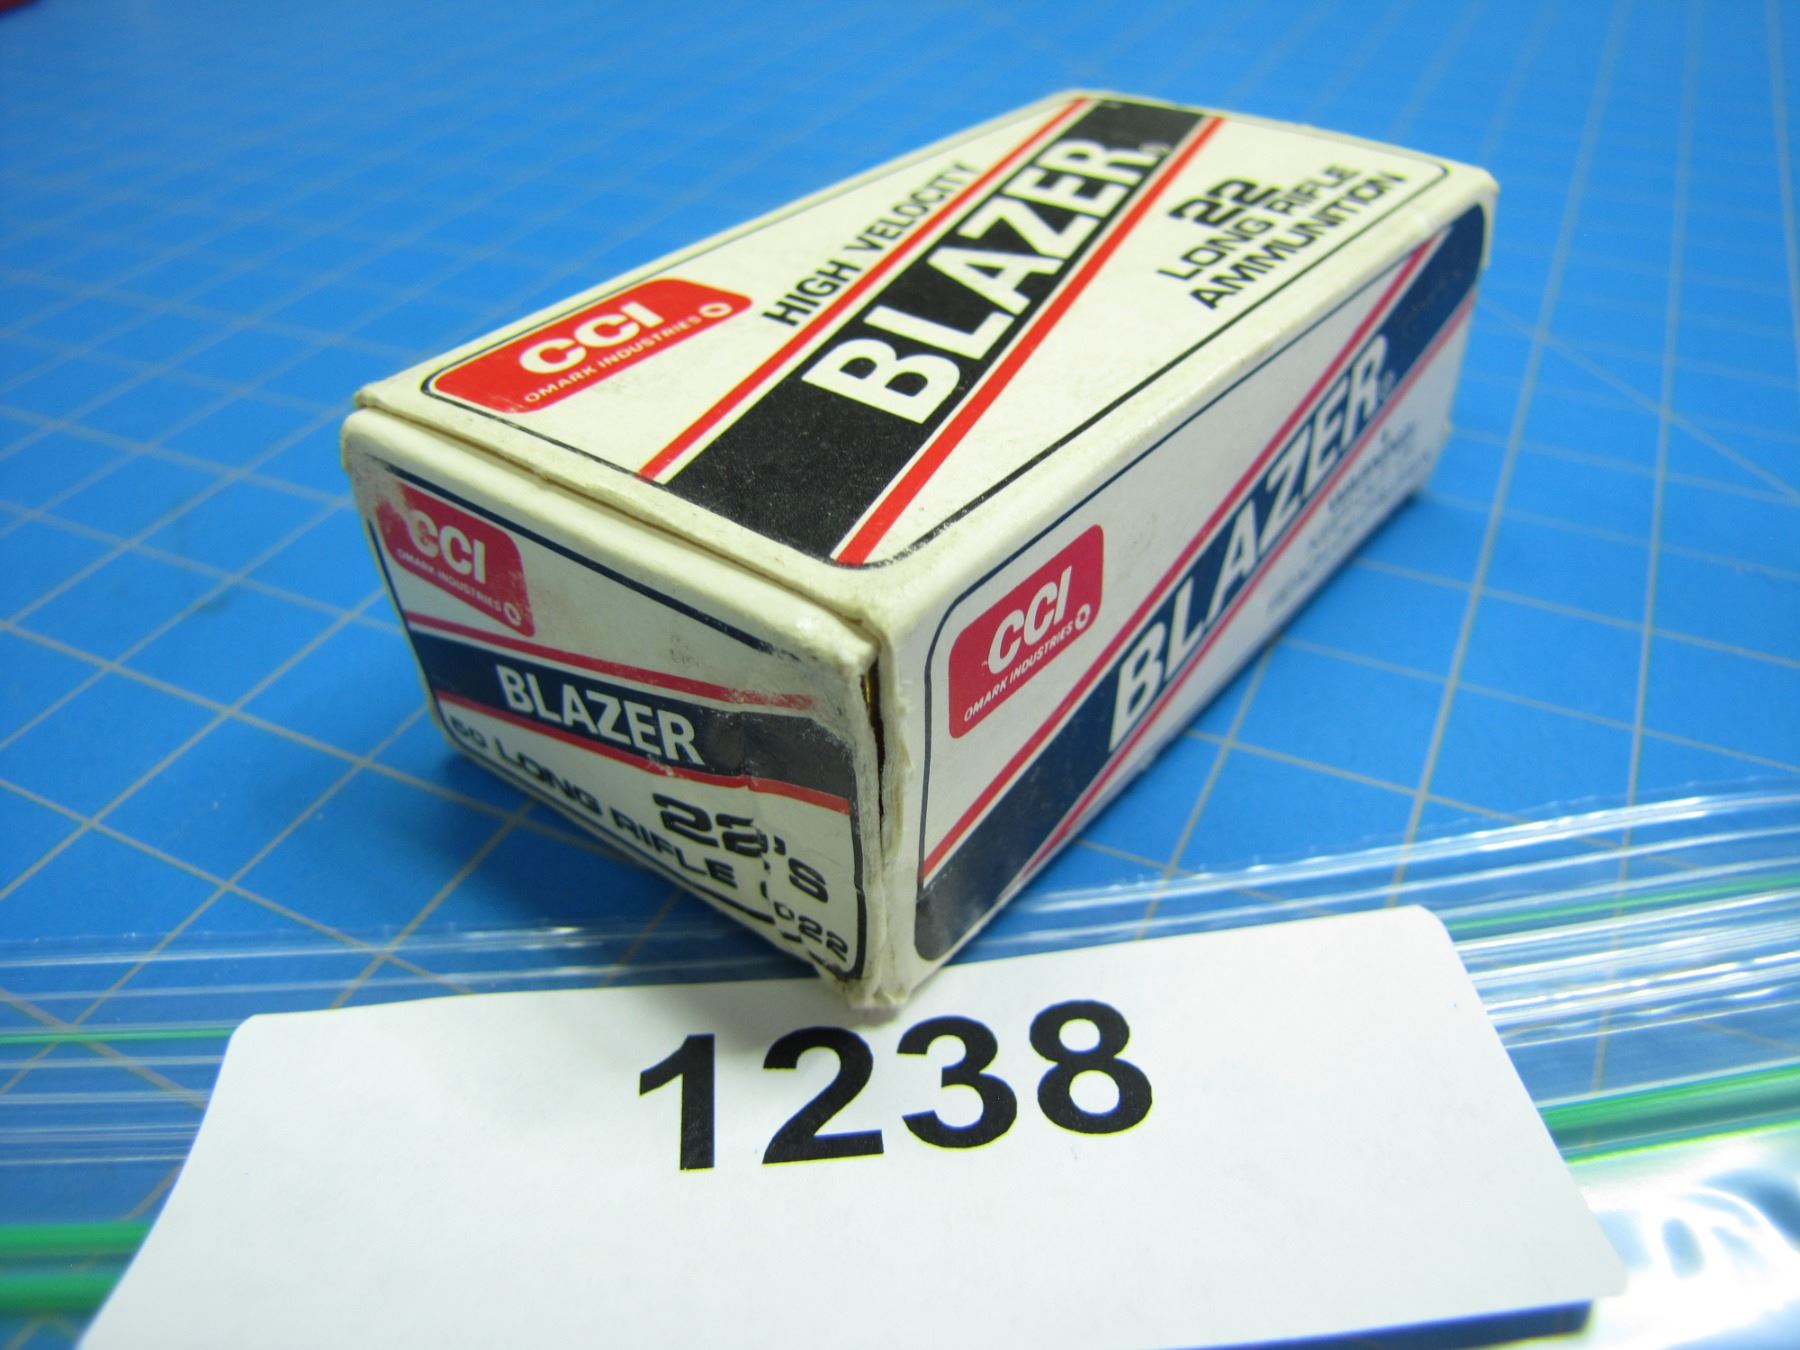 CCI
OMARK INDUSTRIES
HIGH VELOCITY
BLAZER®
22
LONG RIFLE
AMMUNITION
CCI
OMARK INDUSTRIES
BLAZER
22'S
50 LONG RIFLE
CCI
OMARK INDUSTRIES
BLAZER®
1238